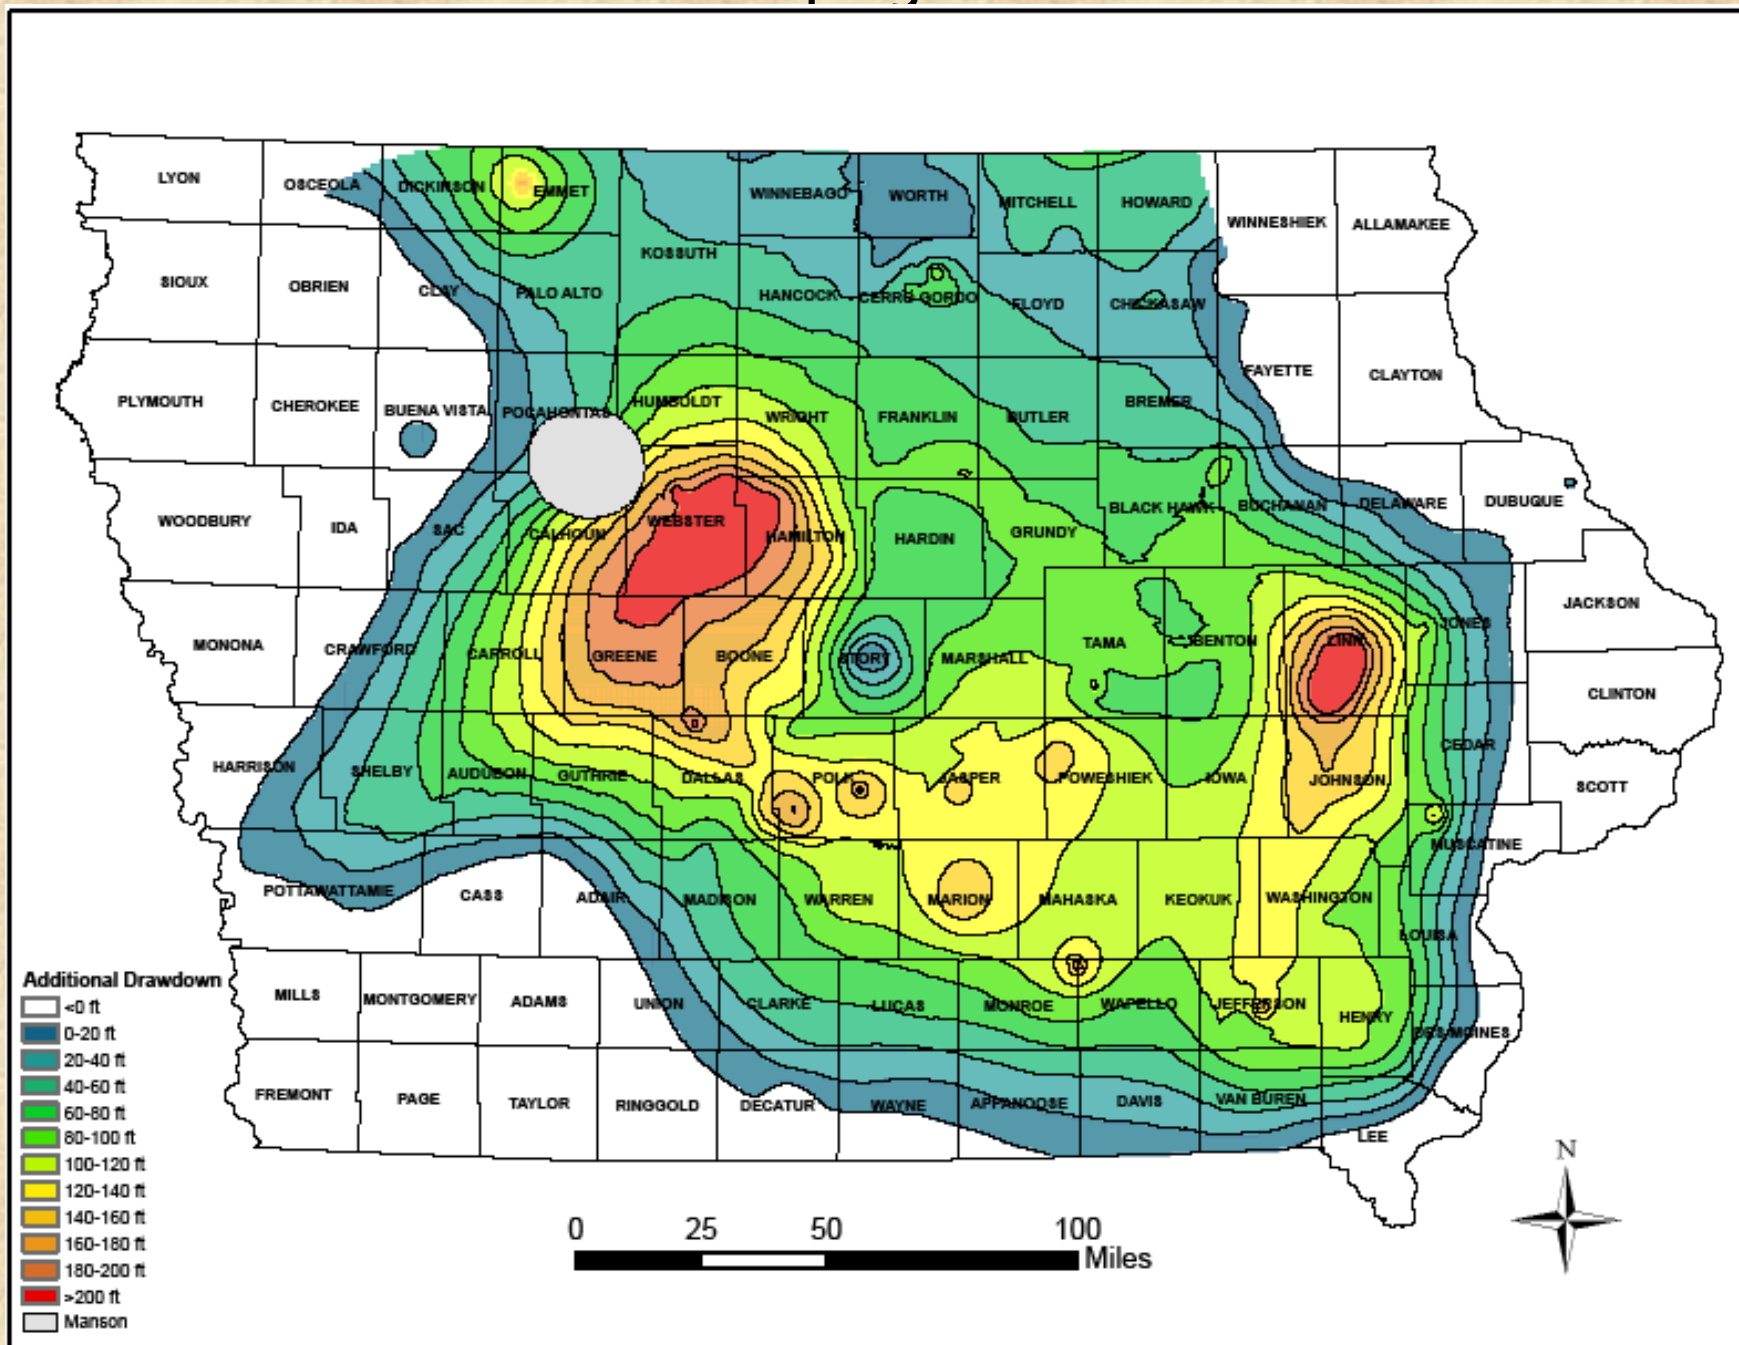 LYON
OSCEOLA
DICKINSON
EMMET
WINNEBAGO
WORTH
MITCHELL
HOWARD
WINNESHIEK
ALLAMAKEE
KOSSUTH
SIOUX
OBRIEN
CLAY
PALO ALTO
HANCOCK
CERRO GORDO
FLOYD
CHICKASAW
PLYMOUTH
CHEROKEE
BUENA VISTA
POCAHONTAS
HUMBOLDT
WRIGHT
FRANKLIN
BUTLER
BREMER
FAYETTE
CLAYTON
WOODBURY
IDA
SAC
CALHOUN
WEBSTER
HAMILTON
HARDIN
GRUNDY
BLACK HAWK
BUCHANAN
DELAWARE
DUBUQUE
JACKSON
MONONA
CRAWFORD
CARROLL
GREENE
BOONE
STORY
MARSHALL
TAMA
BENTON
LINN
JONES
CLINTON
HARRISON
SHELBY
AUDUBON
GUTHRIE
DALLAS
POLK
JASPER
POWESHIEK
IOWA
JOHNSON
CEDAR
SCOTT
POTTAWATTAMIE
CASS
ADAIR
MADISON
WARREN
MARION
MAHASKA
KEOKUK
WASHINGTON
MUSCATINE
LOUISA
MILLS
MONTGOMERY
ADAMS
UNION
CLARKE
LUCAS
MONROE
WAPELLO
JEFFERSON
HENRY
DES MOINES
FREMONT
PAGE
TAYLOR
RINGGOLD
DECATUR
WAYNE
APPANOOSE
DAVIS
VAN BUREN
LEE
Additional Drawdown
<0 ft
0-20 ft
20-40 ft
40-60 ft
60-80 ft
80-100 ft
100-120 ft
120-140 ft
140-160 ft
160-180 ft
180-200 ft
>200 ft
Manson
0 25 50 100
Miles
N